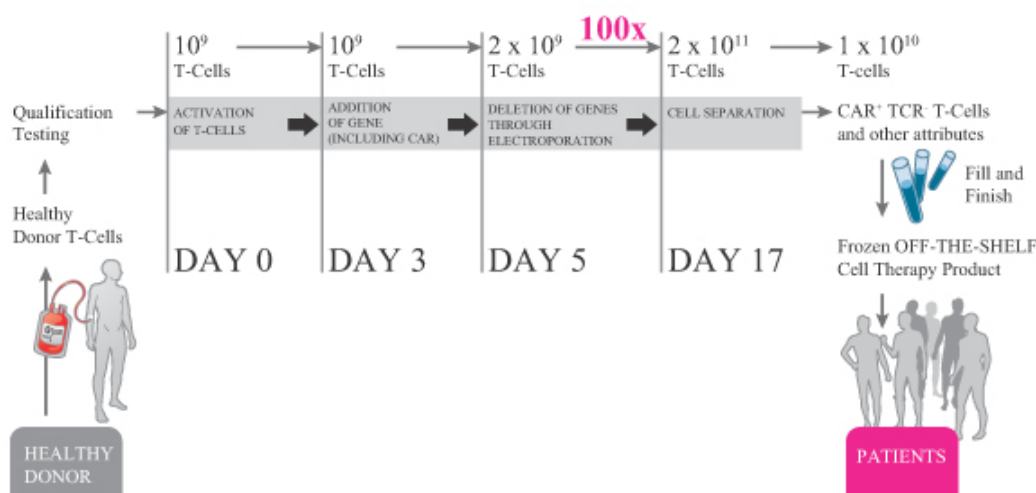 100x
10⁹
T-Cells
10⁹
T-Cells
2 x 10⁹
T-Cells
2 x 10¹¹
T-Cells
1 x 10¹⁰
T-cells
Qualification
Testing
ACTIVATION
OF T-CELLS
ADDITION
OF GENE
(INCLUDING CAR)
DELETION OF GENES
THROUGH
ELECTROPORATION
CELL SEPARATION
CAR⁺ TCR⁻ T-Cells
and other attributes
Fill and
Finish
Healthy
Donor T-Cells
DAY 0
DAY 3
DAY 5
DAY 17
Frozen OFF-THE-SHELF
Cell Therapy Product
HEALTHY
DONOR
PATIENTS